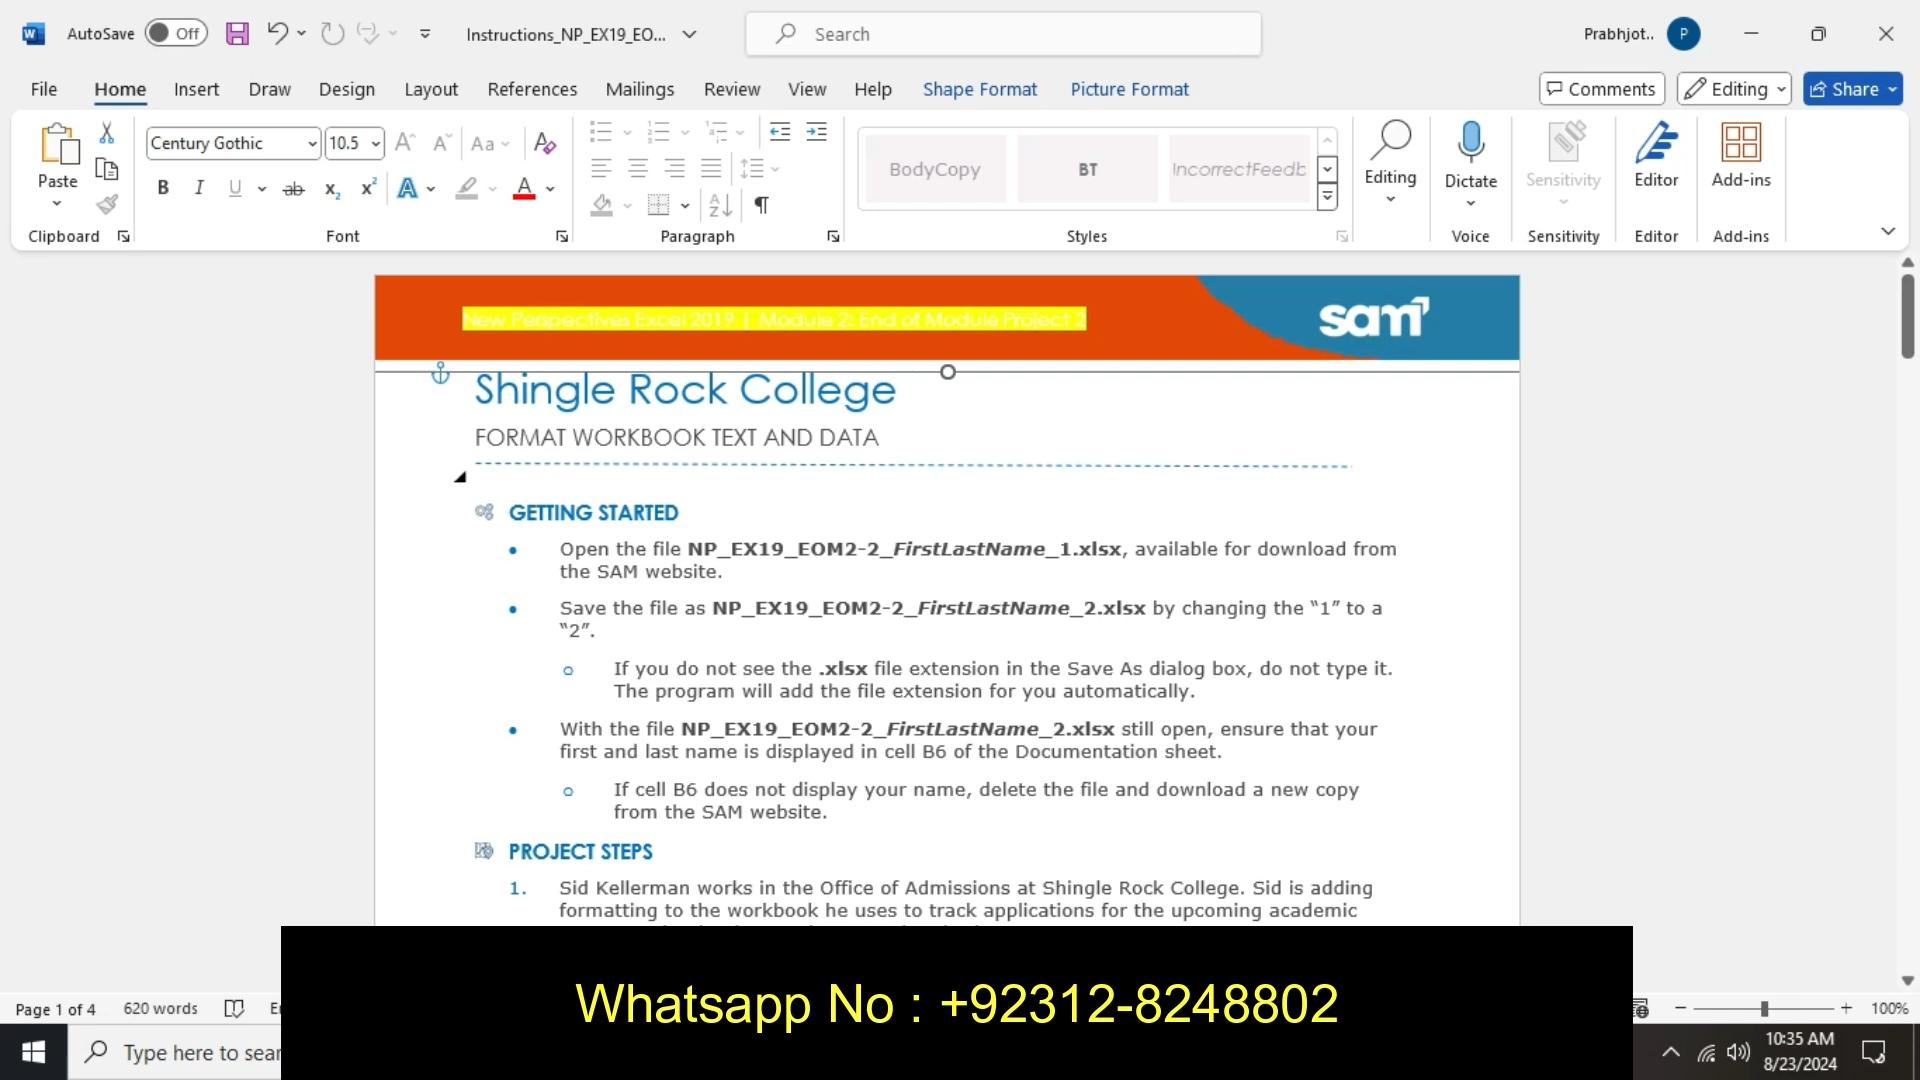 AutoSave Off Instructions_NP_EX19_EO... Search Prabhjot.. P
File Home Insert Draw Design Layout References Mailings Review View Help Shape Format Picture Format Comments Editing Share
Paste
Century Gothic 10.5 Aa
B I U ab x₂ x² A A
BodyCopy BT IncorrectFeedb
Editing Dictate Sensitivity Editor Add-ins
Clipboard Font Paragraph Styles Voice Sensitivity Editor Add-ins
New Perspectives Excel 2019 | Module 2: End of Module Project 2
sam
Shingle Rock College
FORMAT WORKBOOK TEXT AND DATA
GETTING STARTED
• Open the file NP_EX19_EOM2-2_FirstLastName_1.xlsx, available for download from
the SAM website.
• Save the file as NP_EX19_EOM2-2_FirstLastName_2.xlsx by changing the “1” to a
“2”.
o If you do not see the .xlsx file extension in the Save As dialog box, do not type it.
The program will add the file extension for you automatically.
• With the file NP_EX19_EOM2-2_FirstLastName_2.xlsx still open, ensure that your
first and last name is displayed in cell B6 of the Documentation sheet.
o If cell B6 does not display your name, delete the file and download a new copy
from the SAM website.
PROJECT STEPS
1. Sid Kellerman works in the Office of Admissions at Shingle Rock College. Sid is adding
formatting to the workbook he uses to track applications for the upcoming academic
Whatsapp No : +92312-8248802
Page 1 of 4 620 words 100%
Type here to sear
10:35 AM
8/23/2024